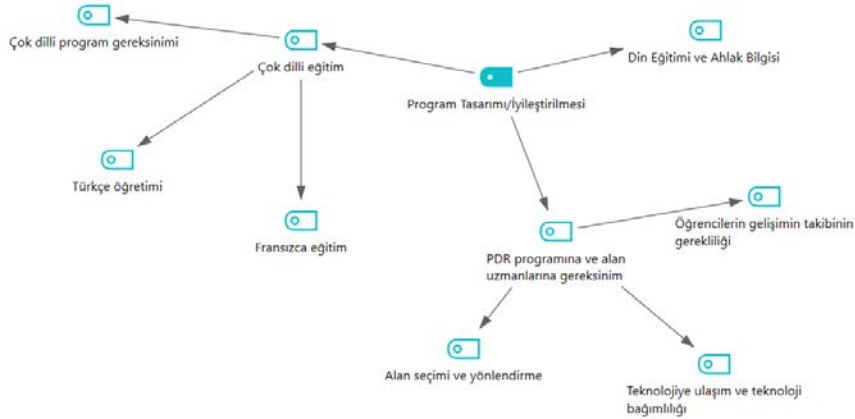 Çok dilli program gereksinimi
Çok dilli eğitim
Din Eğitimi ve Ahlak Bilgisi
Program Tasarımı/İyileştirilmesi
Türkçe öğretimi
Fransızca eğitim
Öğrencilerin gelişimin takibinin
gerekliliği
PDR programına ve alan
uzmanlarına gereksinim
Alan seçimi ve yönlendirme
Teknolojiye ulaşım ve teknoloji
bağımlılığı